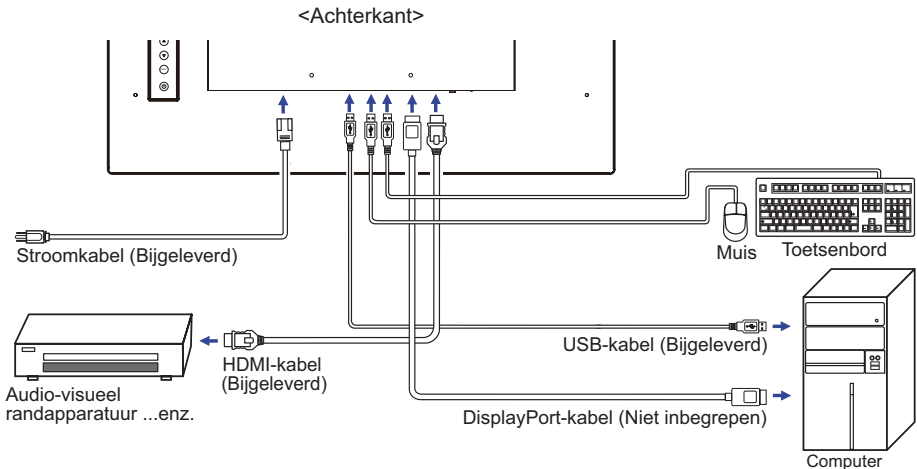 <Achterkant>
Stroomkabel (Bijgeleverd)
Muis
Toetsenbord
Audio-visueel
randapparatuur ...enz.
HDMI-kabel
(Bijgeleverd)
USB-kabel (Bijgeleverd)
DisplayPort-kabel (Niet inbegrepen)
Computer